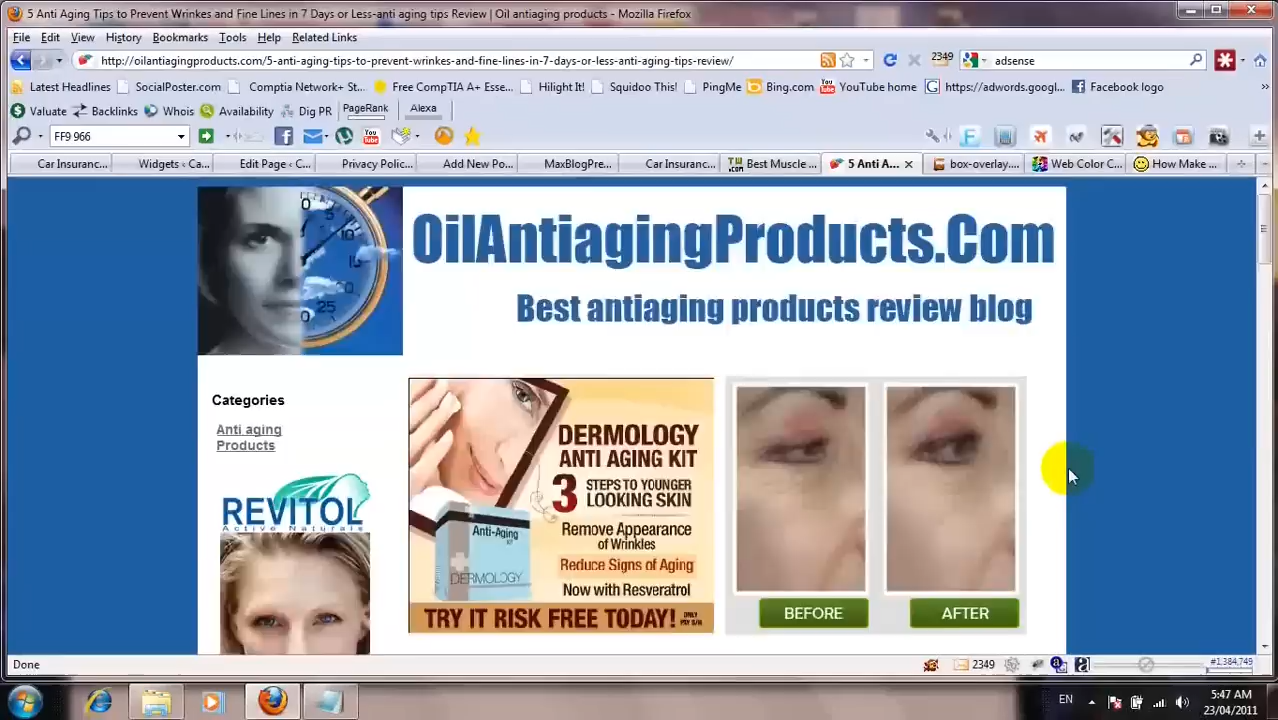 5 Anti Aging Tips to Prevent Wrinkes and Fine Lines in 7 Days or Less-anti aging tips Review | Oil antiaging products - Mozilla Firefox
File Edit View History Bookmarks Tools Help Related Links
http://oilantiagingproducts.com/5-anti-aging-tips-to-prevent-wrinkes-and-fine-lines-in-7-days-or-less-anti-aging-tips-review/ 2349 adsense
Latest Headlines SocialPoster.com Comptia Network+ St... Free CompTIA A+ Esse... Hilight It! Squidoo This! PingMe Bing.com YouTube home https://adwords.googl... Facebook logo
Valuate Backlinks Whois Availability Dig PR PageRank Alexa
FF9 966
Car Insuranc... Widgets ‹ Ca... Edit Page ‹ C... Privacy Polic... Add New Po... MaxBlogPre... Car Insuranc... Best Muscle ... 5 Anti A... box-overlay.... Web Color C... How Make ...
OilAntiagingProducts.Com
Best antiaging products review blog
Categories
Anti aging
Products
REVITOL
Active Naturals
DERMOLOGY
ANTI AGING KIT
3 STEPS TO YOUNGER
LOOKING SKIN
Remove Appearance
of Wrinkles
Reduce Signs of Aging
Now with Resveratrol
Anti-Aging
DERMOLOGY
TRY IT RISK FREE TODAY!
BEFORE
AFTER
Done 2349 #1,384,749
EN 5:47 AM
23/04/2011